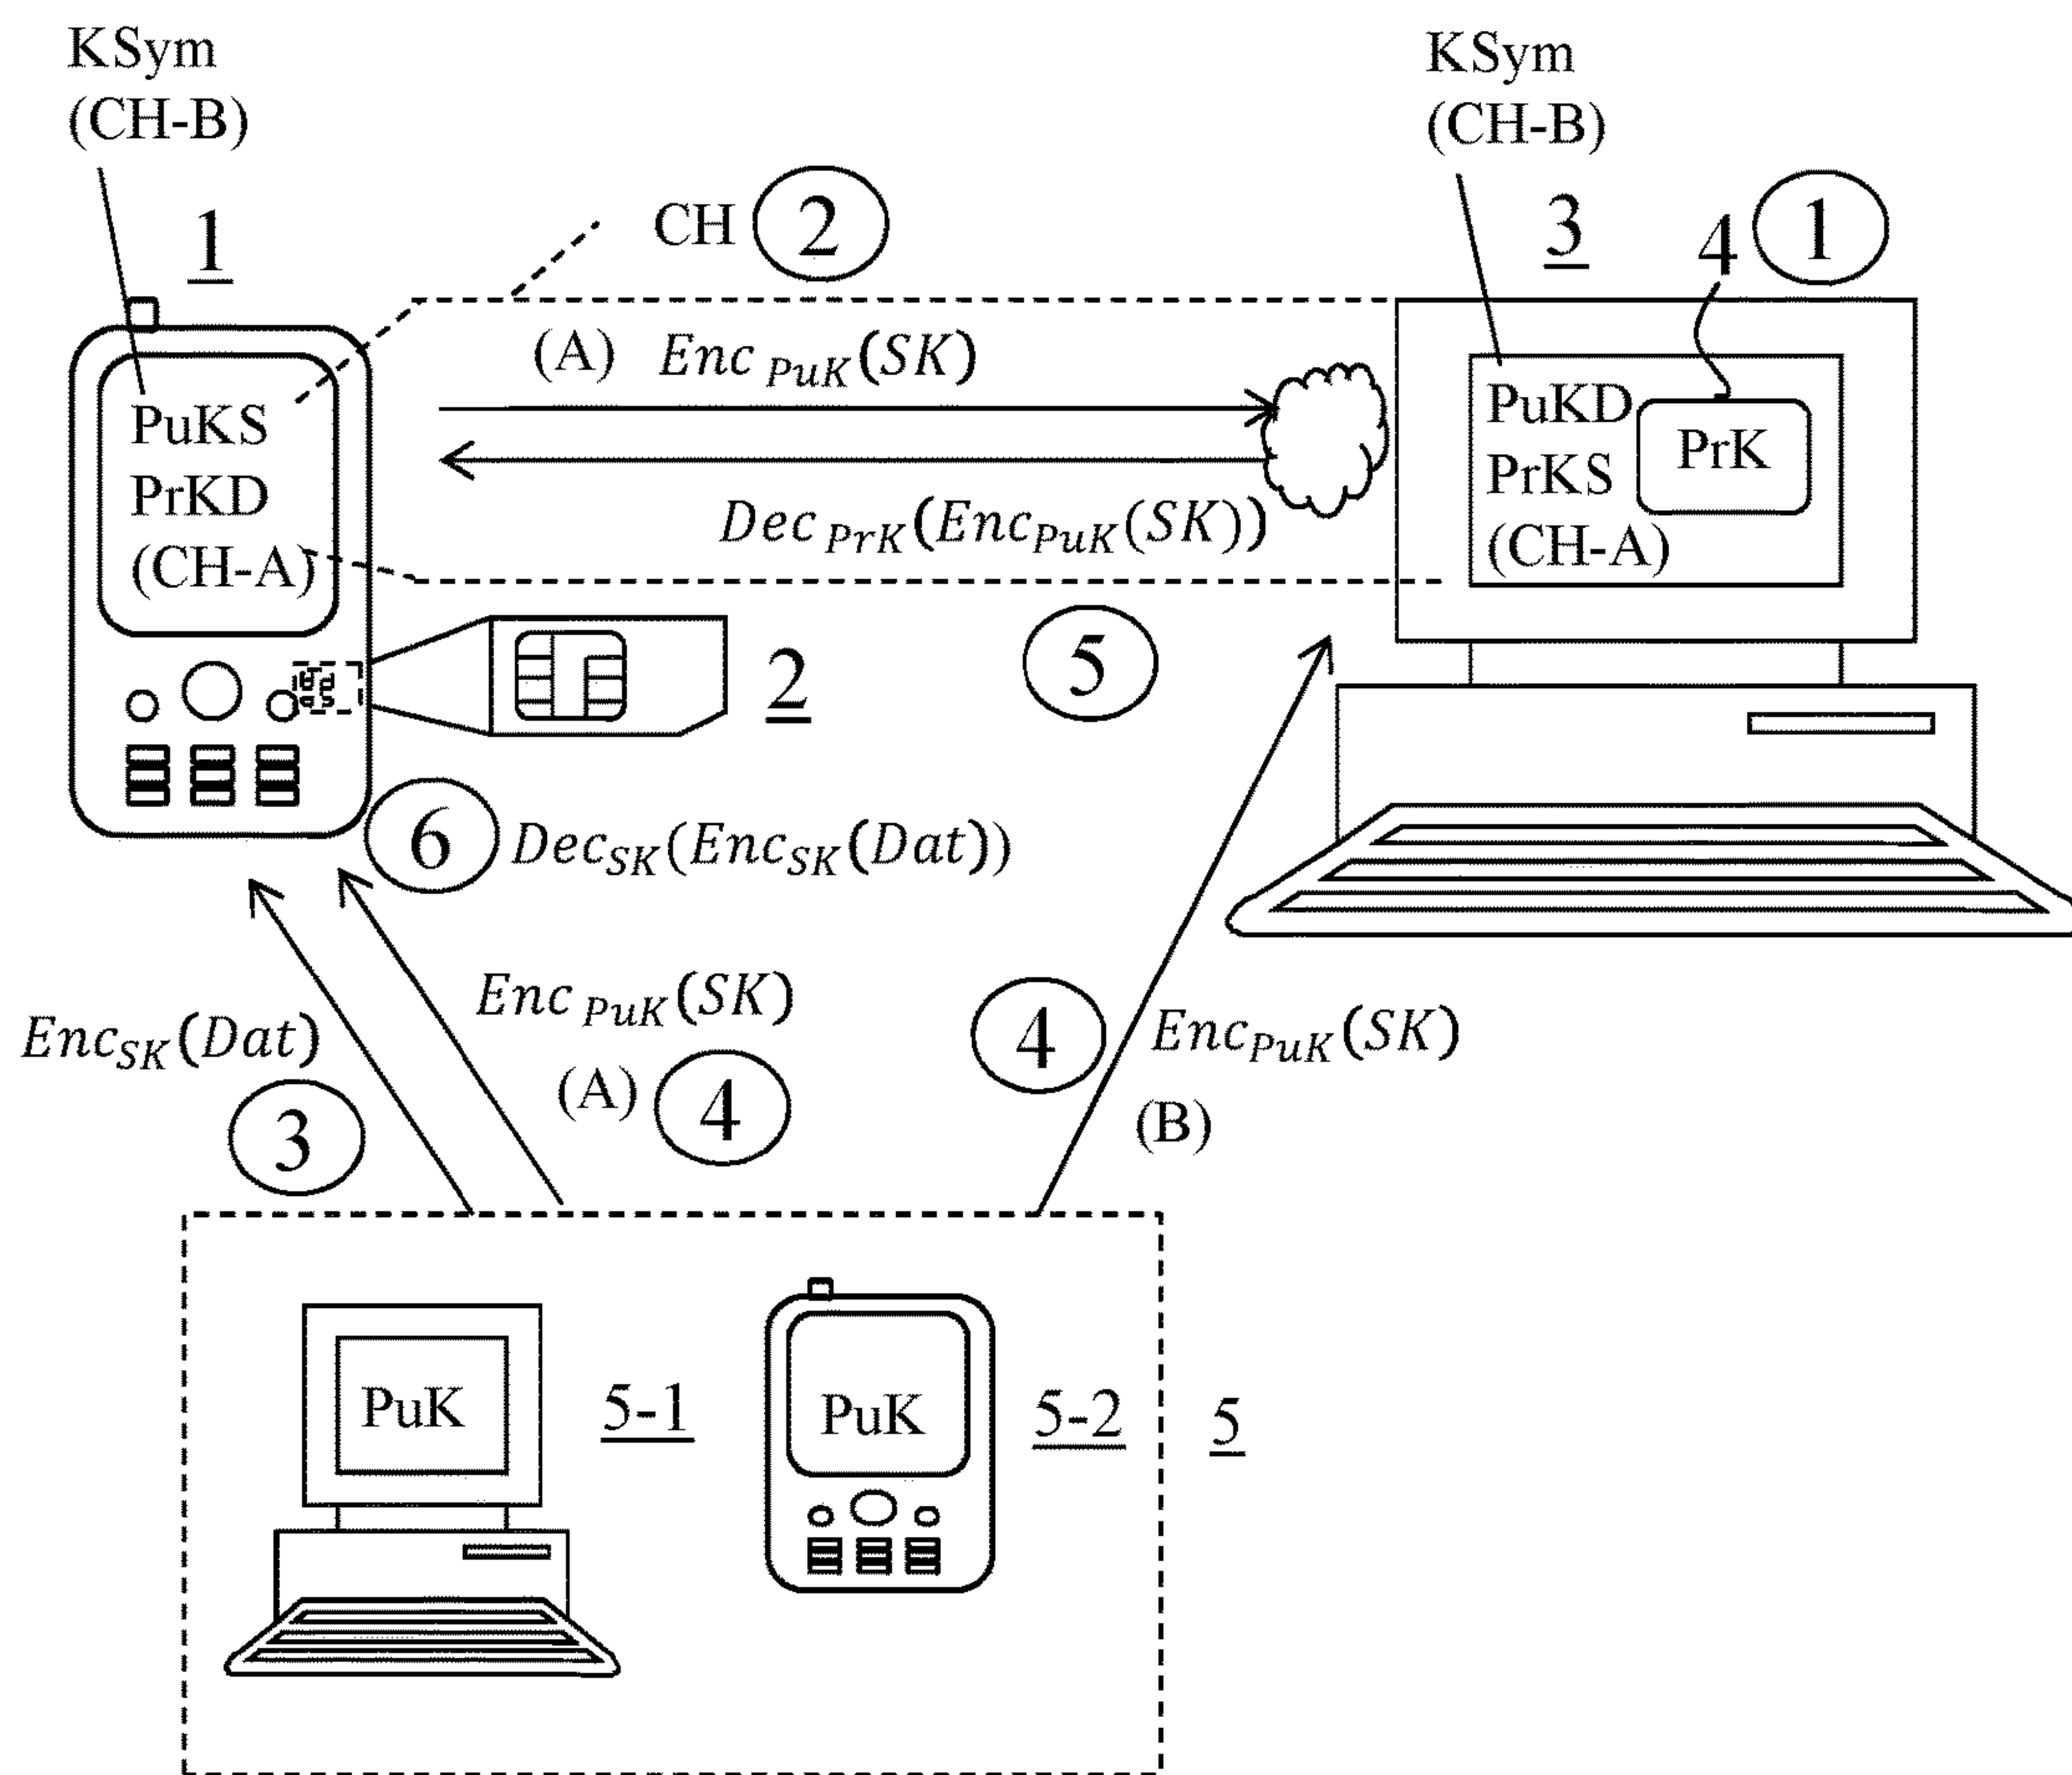 KSym
(CH-B)
1
CH 2
KSym
(CH-B)
3
4 1
(A) Enc PuK(SK)
Dec PrK(EncPuK(SK))
PuKS
PrKD
(CH-A)
PuKD
PrKS
(CH-A)
PrK
5
2
6 DecSK(EncSK(Dat))
EncSK(Dat)
3
Enc PuK(SK)
(A) 4
4 EncPuK(SK)
(B)
PuK
5-1
PuK
5-2
5